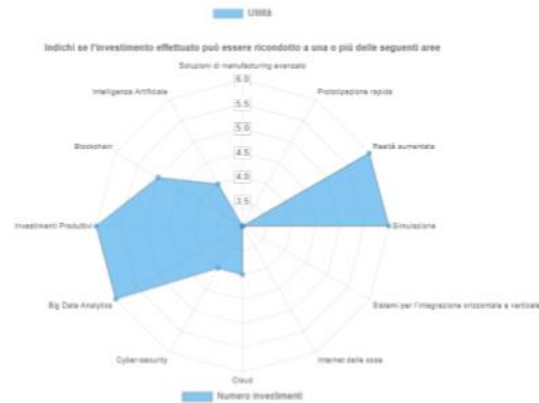 Utilità
Indichi se l'investimento effettuato può essere ricondotto a una o più delle seguenti aree
Soluzioni di manufacturing avanzato
Intelligenza Artificiale
Prototipazione rapida
Blockchain
Realtà aumentata
Investimenti Produttivi
Simulazione
Big Data Analytics
Sistemi per l'integrazione orizzontale e verticale
Cyber-security
Internet delle cose
Cloud
6.0
5.5
5.0
4.5
4.0
3.5
Numero investimenti